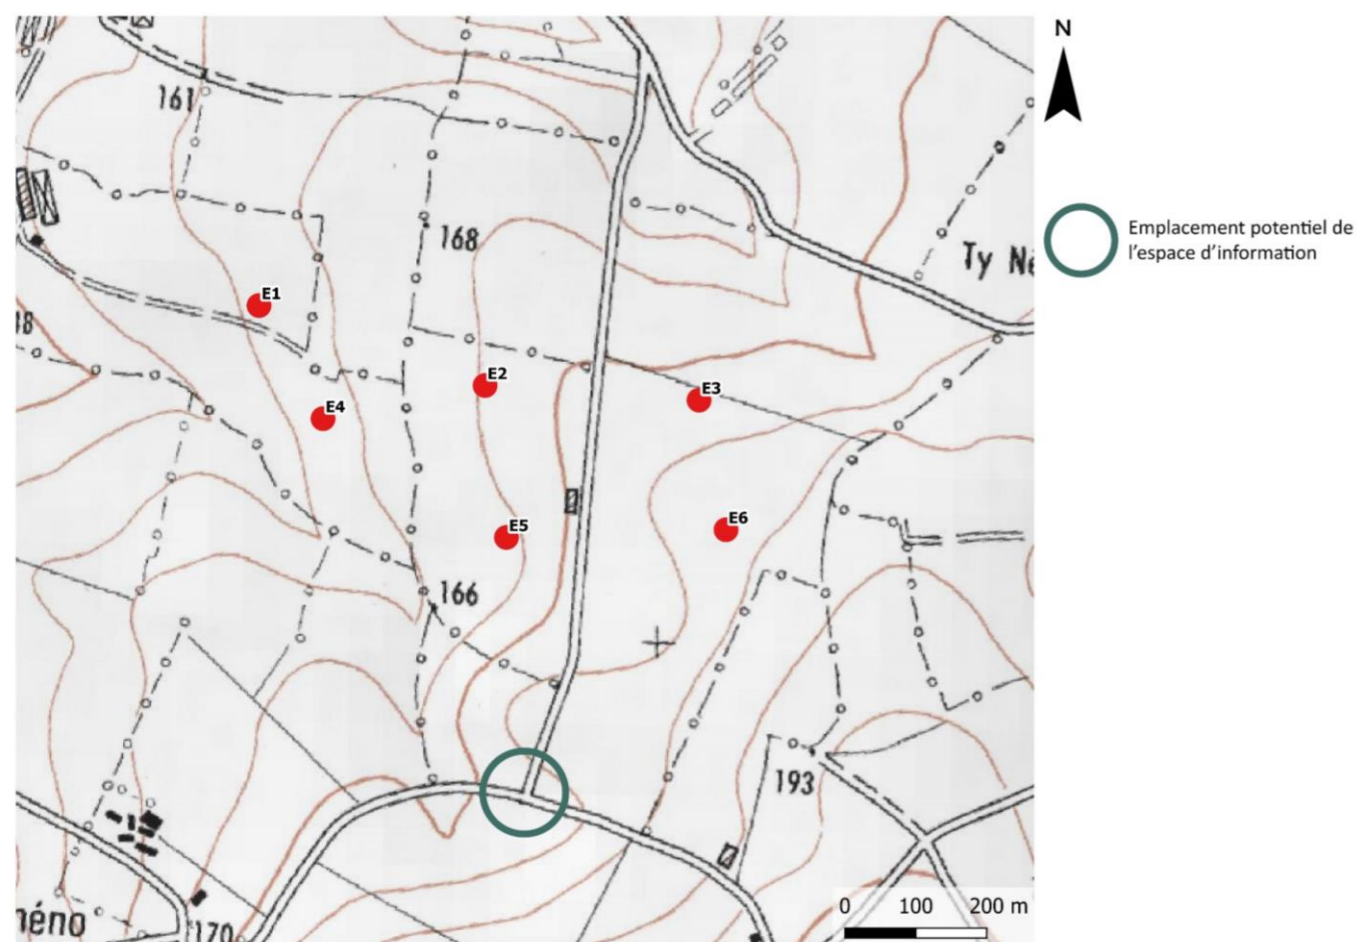 N
161
Emplacement potentiel de
l'espace d'information
168
Ty Né
E1
E2
E3
E4
E5
E6
166
193
170
0 100 200 m